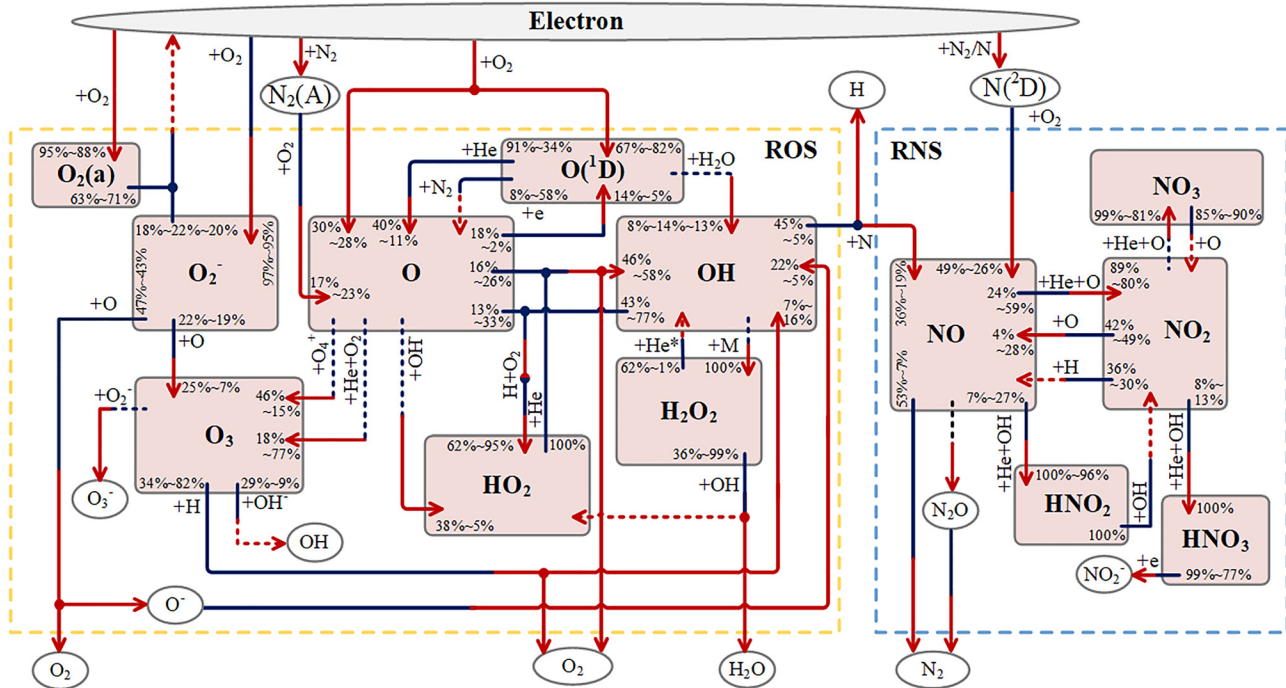 Electron
+O₂
+O₂
+N₂
+O₂
+N₂/N
N₂(A)
H
N(²D)
+O₂
+O₂
ROS
RNS
95%~88%
O₂(a)
63%~71%
+He
+N₂
91%~34%
67%~82%
O(¹D)
8%~58%
14%~5%
+e
+H₂O
NO₃
99%~81%
85%~90%
+He+O
+O
18%~22%~20%
47%~43%
97%~95%
O₂⁻
22%~19%
+O
+O
30%
~28%
40%
~11%
18%
~2%
O
16%
~26%
17%
~23%
13%
~33%
8%~14%~13%
45%
~5%
46%
~58%
OH
22%
~5%
43%
~77%
7%~
16%
+N
36%~19%
49%~26%
24%
~59%
NO
4%
~28%
53%~7%
7%~27%
+He+O
+O
+H
89%
~80%
NO₂
42%
~49%
36%
~30%
8%~
13%
+O₄⁺
+He+O₂
+OH⁻
H+O₂
+He
+He*
+M
+O₂⁻
25%~7%
46%
~15%
O₃
18%
~77%
34%~82%
29%~9%
62%~1%
100%
H₂O₂
36%~99%
62%~95%
100%
HO₂
38%~5%
+OH
O₃⁻
+H
+OH⁻
OH
+He+OH
+OH
+He+OH
N₂O
100%~96%
HNO₂
100%
100%
HNO₃
99%~77%
+e
NO₂⁻
O⁻
O₂
O₂
H₂O
N₂